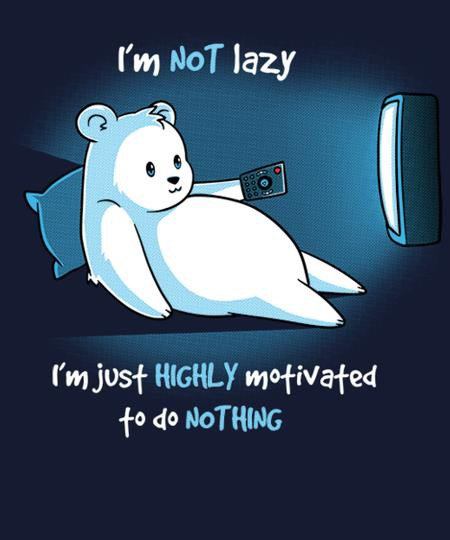 I'm NOT lazy
I'm just HIGHLY motivated
to do NOTHING